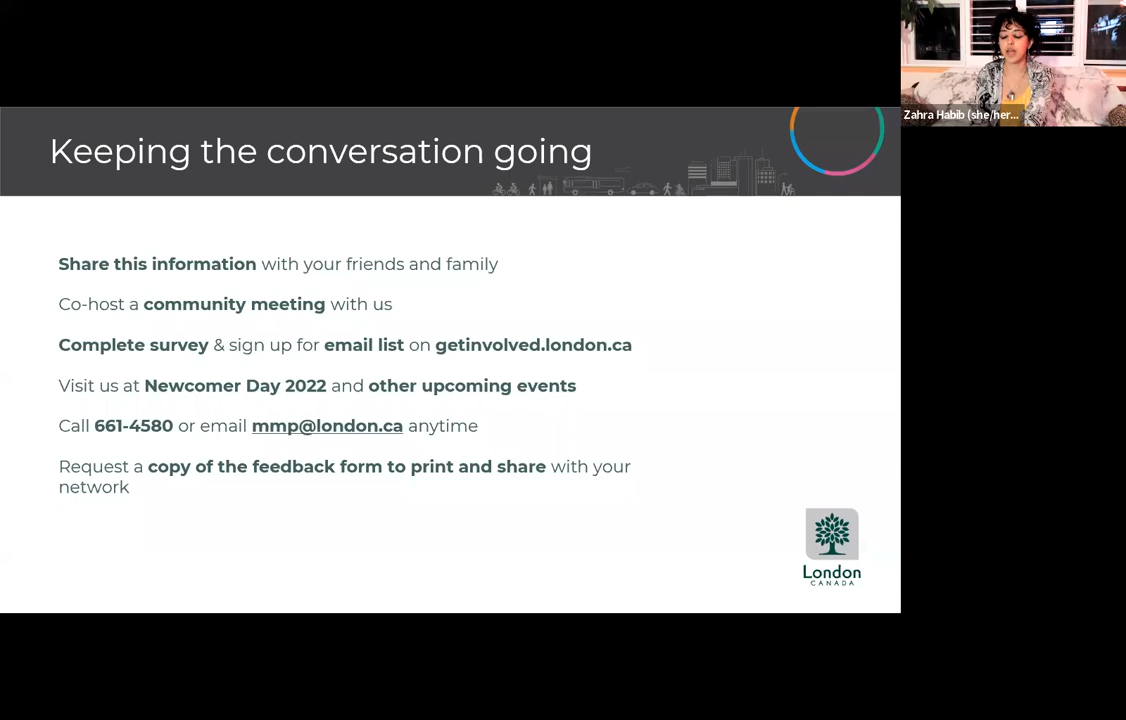 Zahra Habib (she/her...
Keeping the conversation going
Share this information with your friends and family
Co-host a community meeting with us
Complete survey & sign up for email list on getinvolved.london.ca
Visit us at Newcomer Day 2022 and other upcoming events
Call 661-4580 or email mmp@london.ca anytime
Request a copy of the feedback form to print and share with your
network
London
CANADA